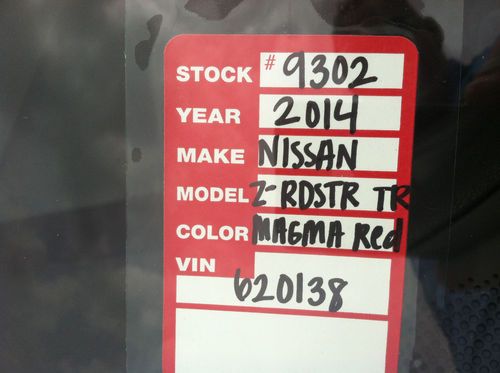 STOCK # 9302
YEAR 2014
MAKE NISSAN
MODEL Z-RDSTR TR
COLOR MAGMA Red
VIN
620138